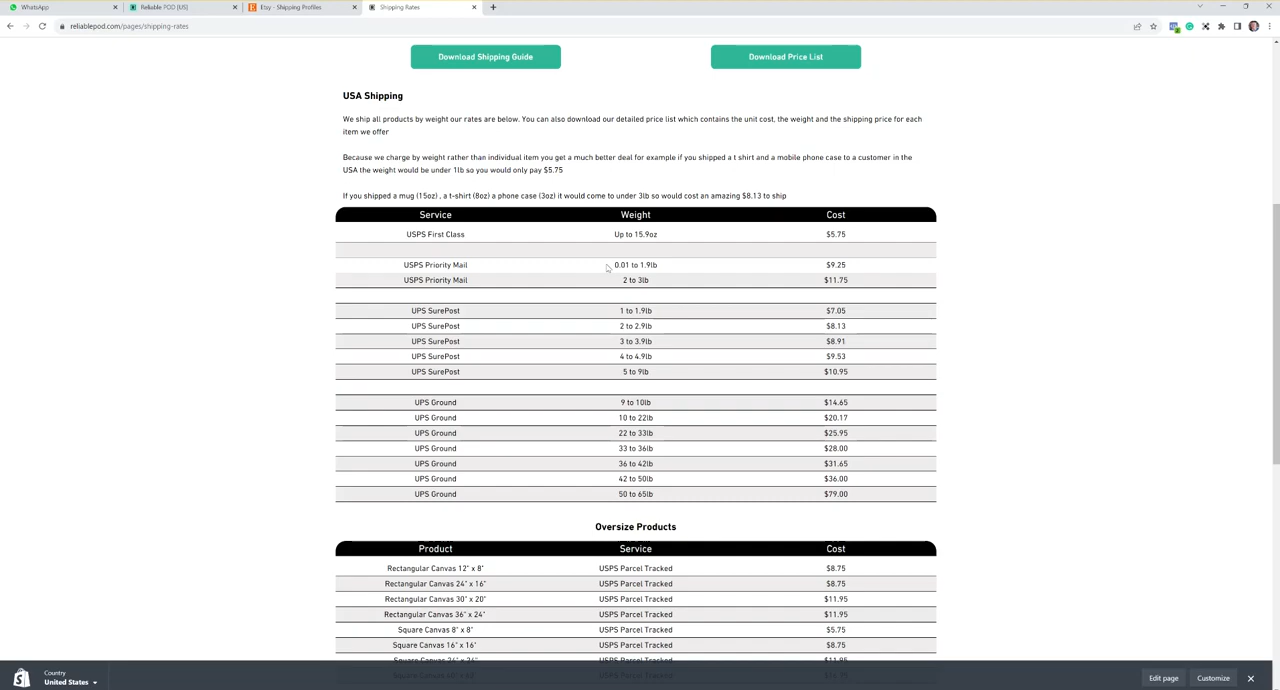 WhatsApp
Reliable POD [US]
Etsy - Shipping Profiles
Shipping Rates
reliablepod.com/pages/shipping-rates
Download Shipping Guide
Download Price List
USA Shipping
We ship all products by weight our rates are below. You can also download our detailed price list which contains the unit cost, the weight and the shipping price for each
item we offer
Because we charge by weight rather than individual item you get a much better deal for example if you shipped a t shirt and a mobile phone case to a customer in the
USA the weight would be under 1lb so you would only pay $5.75
If you shipped a mug (15oz) , a t-shirt (8oz) a phone case (3oz) it would come to under 3lb so would cost an amazing $8.13 to ship
Service Weight Cost
USPS First Class Up to 15.9oz $5.75
USPS Priority Mail 0.01 to 1.9lb $9.25
USPS Priority Mail 2 to 3lb $11.75
UPS SurePost 1 to 1.9lb $7.05
UPS SurePost 2 to 2.9lb $8.13
UPS SurePost 3 to 3.9lb $8.91
UPS SurePost 4 to 4.9lb $9.53
UPS SurePost 5 to 9lb $10.95
UPS Ground 9 to 10lb $14.65
UPS Ground 10 to 22lb $20.17
UPS Ground 22 to 33lb $25.95
UPS Ground 33 to 36lb $28.00
UPS Ground 36 to 42lb $31.65
UPS Ground 42 to 50lb $36.00
UPS Ground 50 to 65lb $79.00
Oversize Products
Product Service Cost
Rectangular Canvas 12" x 8" USPS Parcel Tracked $8.75
Rectangular Canvas 24" x 16" USPS Parcel Tracked $8.75
Rectangular Canvas 30" x 20" USPS Parcel Tracked $11.95
Rectangular Canvas 36" x 24" USPS Parcel Tracked $11.95
Square Canvas 8" x 8" USPS Parcel Tracked $5.75
Square Canvas 16" x 16" USPS Parcel Tracked $8.75
Square Canvas USPS Parcel Tracked $11.95
Country
United States
Edit page
Customize